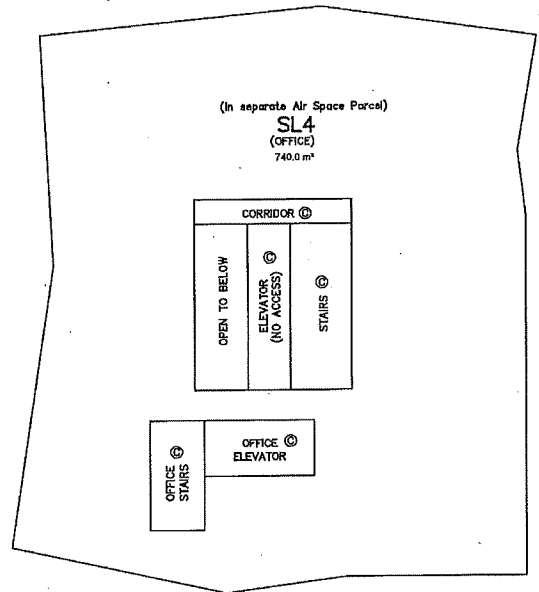 (In separate Air Space Parcel)
SL4
(OFFICE)
740.0 m²
CORRIDOR ©
OPEN TO BELOW
ELEVATOR ©
(NO ACCESS)
STAIRS ©
OFFICE ©
ELEVATOR
OFFICE ©
STAIRS